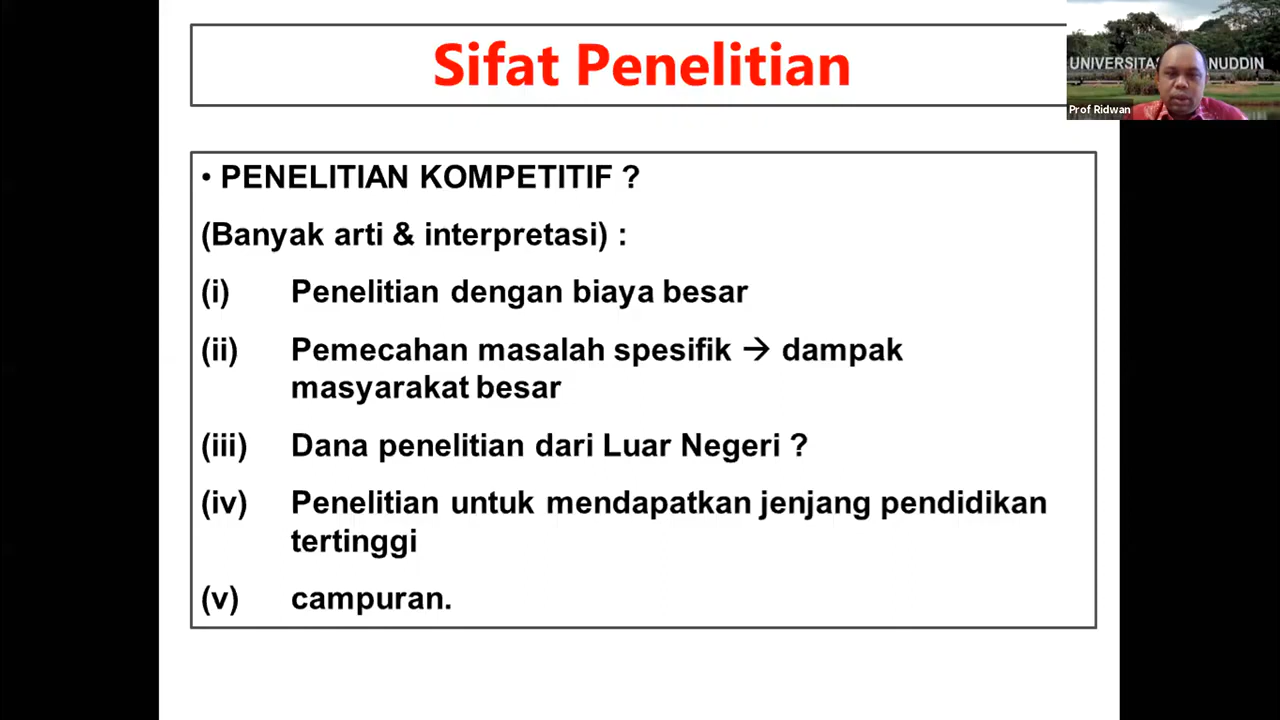 Sifat Penelitian
UNIVERSITAS NUDDIN
Prof Ridwan
• PENELITIAN KOMPETITIF ?
(Banyak arti & interpretasi) :
(i) Penelitian dengan biaya besar
(ii) Pemecahan masalah spesifik → dampak
masyarakat besar
(iii) Dana penelitian dari Luar Negeri ?
(iv) Penelitian untuk mendapatkan jenjang pendidikan
tertinggi
(v) campuran.